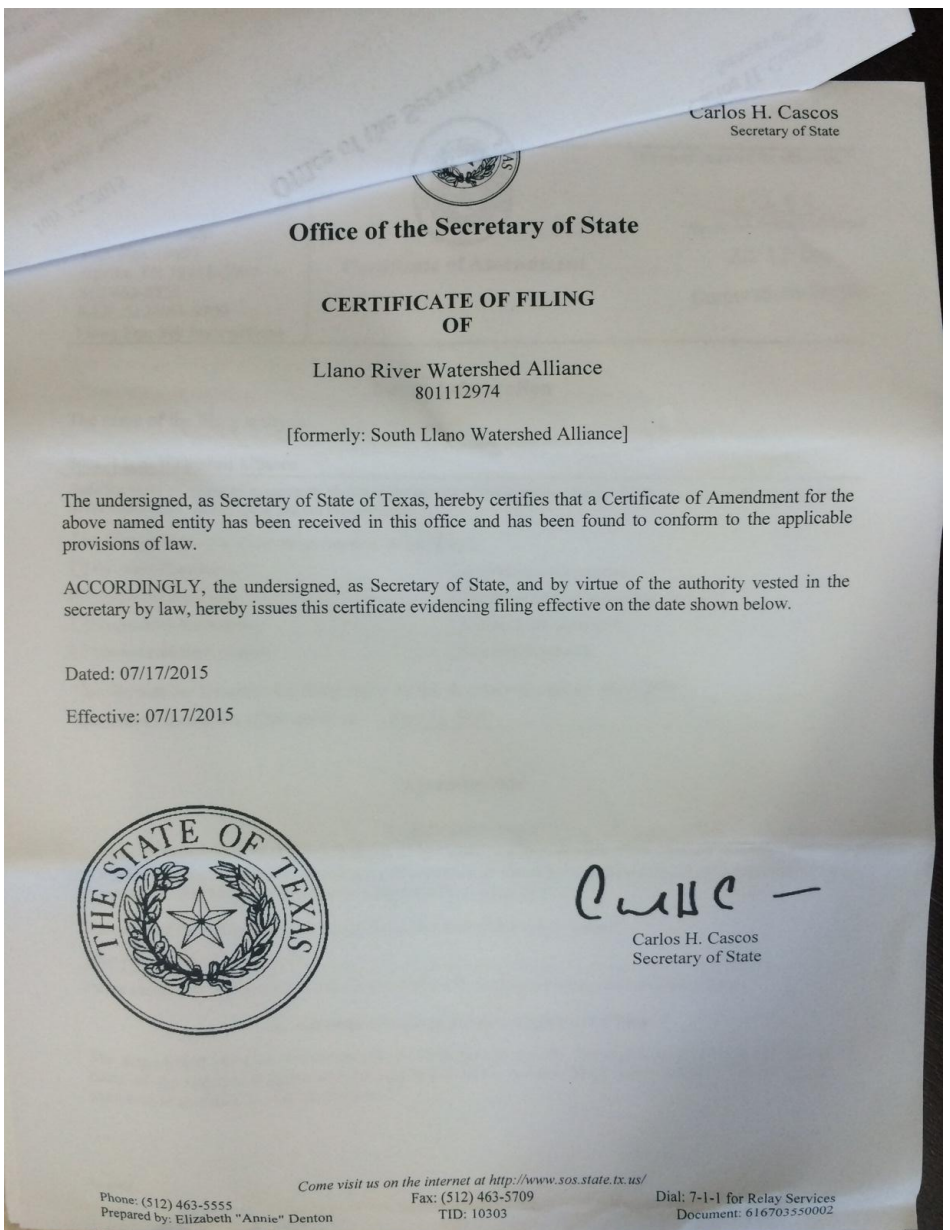 Carlos H. Cascos
Secretary of State
Office of the Secretary of State
CERTIFICATE OF FILING
OF
Llano River Watershed Alliance
801112974
[formerly: South Llano Watershed Alliance]
The undersigned, as Secretary of State of Texas, hereby certifies that a Certificate of Amendment for the
above named entity has been received in this office and has been found to conform to the applicable
provisions of law.
ACCORDINGLY, the undersigned, as Secretary of State, and by virtue of the authority vested in the
secretary by law, hereby issues this certificate evidencing filing effective on the date shown below.
Dated: 07/17/2015
Effective: 07/17/2015
THE STATE OF TEXAS
Carlos H. Cascos
Secretary of State
Come visit us on the internet at http://www.sos.state.tx.us/
Phone: (512) 463-5555 Fax: (512) 463-5709 Dial: 7-1-1 for Relay Services
Prepared by: Elizabeth "Annie" Denton TID: 10303 Document: 616703550002